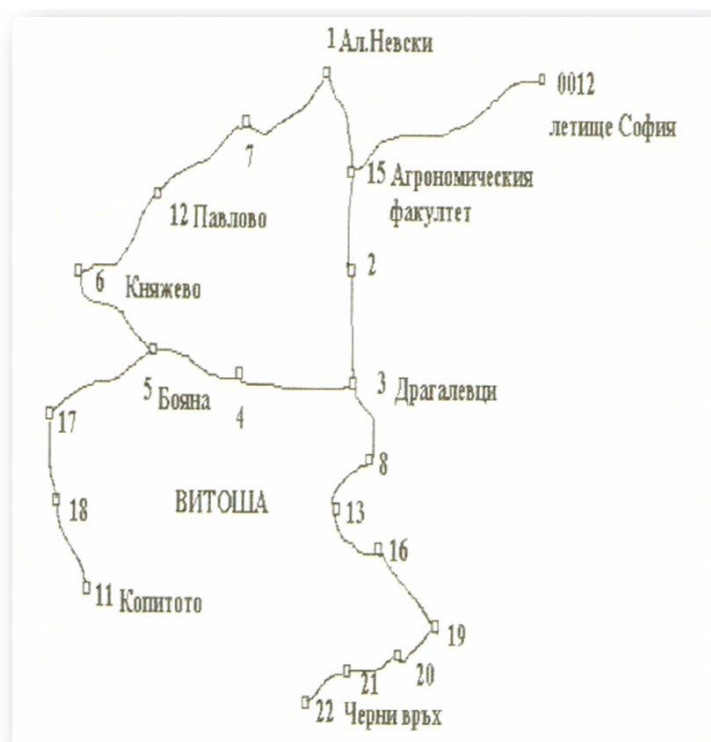 1 Ал.Невски
0012
летище София
7
15 Агрономическия
факултет
12 Павлово
2
6 Княжево
5 Бояна
4
3 Драгалевци
17
8
18
ВИТОША
13
16
11 Копитото
19
20
21
22 Черни връх